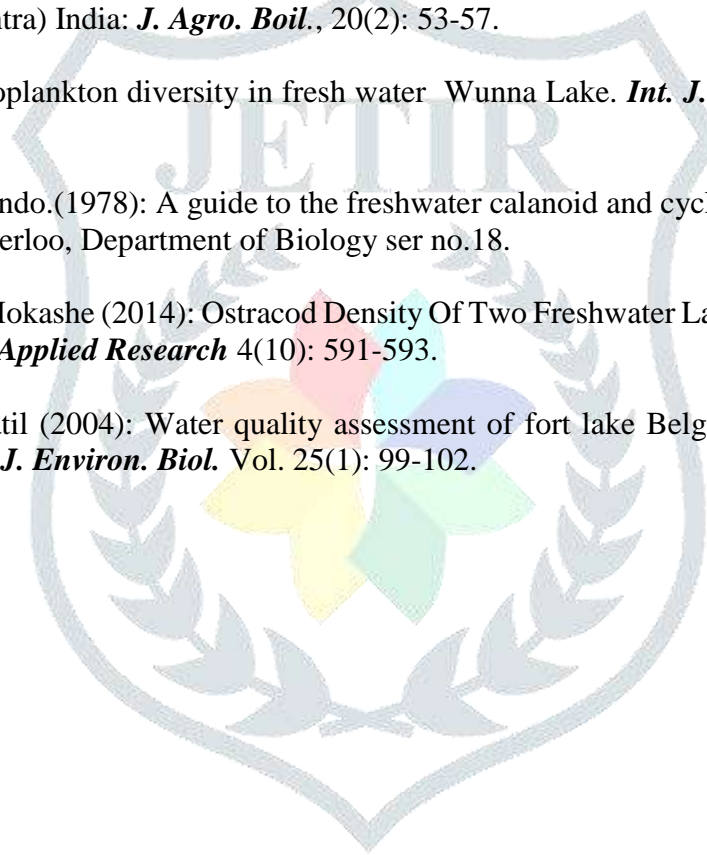 ntra) India: J. Agro. Boil., 20(2): 53-57.
oplankton diversity in fresh water Wunna Lake. Int. J.
JETIR
ndo.(1978): A guide to the freshwater calanoid and cycl
erloo, Department of Biology ser no.18.
Mokashe (2014): Ostracod Density Of Two Freshwater La
Applied Research 4(10): 591-593.
atil (2004): Water quality assessment of fort lake Belg
J. Environ. Biol. Vol. 25(1): 99-102.